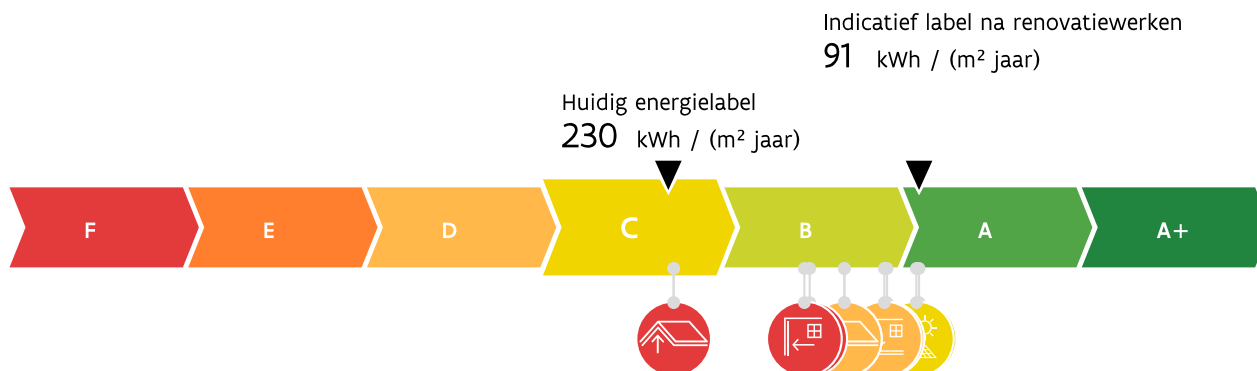 Indicatief label na renovatiewerken
91 kWh / (m² jaar)
Huidig energielabel
230 kWh / (m² jaar)
F E D C B A A+